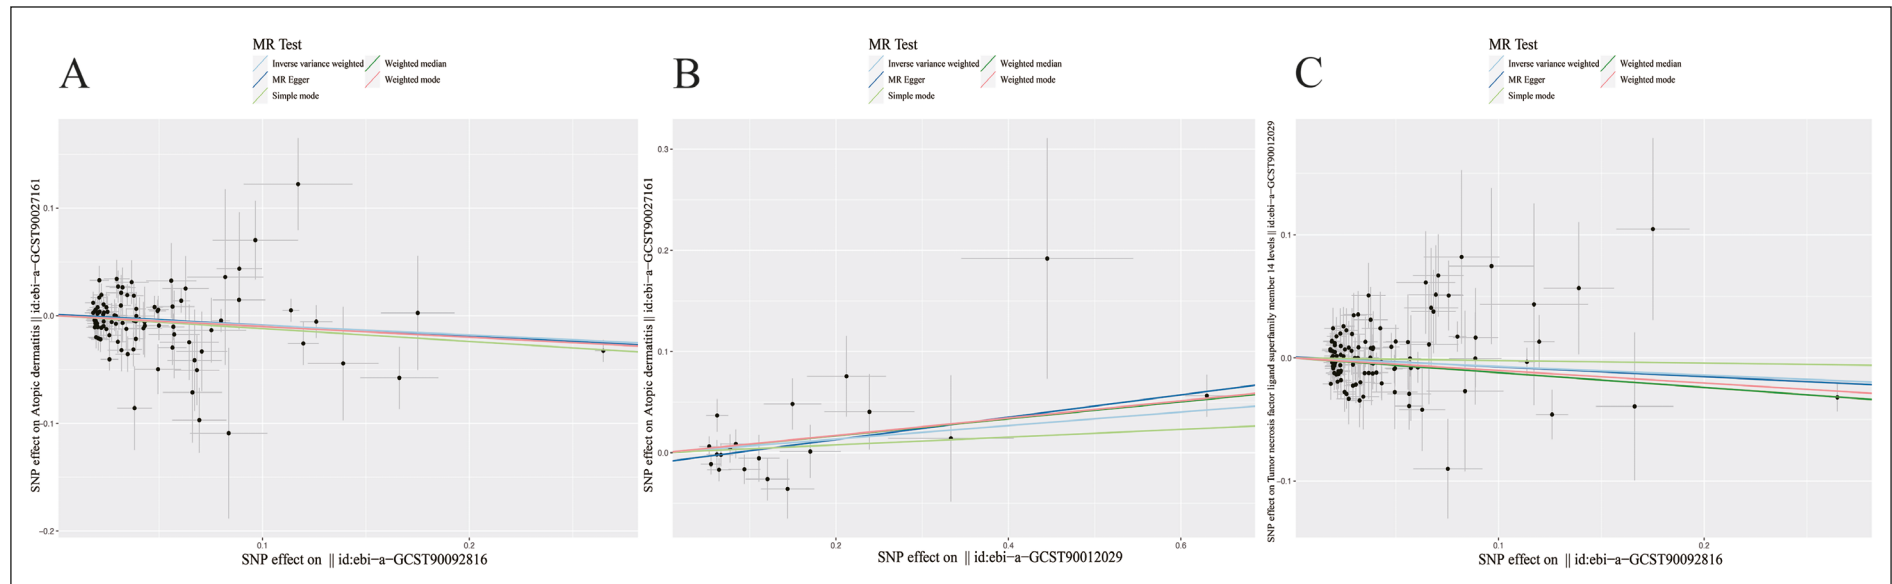 A
MR Test
Inverse variance weighted
Weighted median
MR Egger
Weighted mode
Simple mode
SNP effect on Atopic dermatitis || id:ebi−a−GCST90027161
0.1
0.0
−0.1
−0.2
0.1
0.2
SNP effect on || id:ebi−a−GCST90092816
B
MR Test
Inverse variance weighted
Weighted median
MR Egger
Weighted mode
Simple mode
SNP effect on Atopic dermatitis || id:ebi−a−GCST90027161
0.3
0.2
0.1
0.0
0.2
0.4
0.6
SNP effect on || id:ebi−a−GCST90012029
C
MR Test
Inverse variance weighted
Weighted median
MR Egger
Weighted mode
Simple mode
SNP effect on Tumor necrosis factor ligand superfamily member 14 levels || id:ebi−a−GCST90012029
0.1
0.0
−0.1
0.1
0.2
SNP effect on || id:ebi−a−GCST90092816